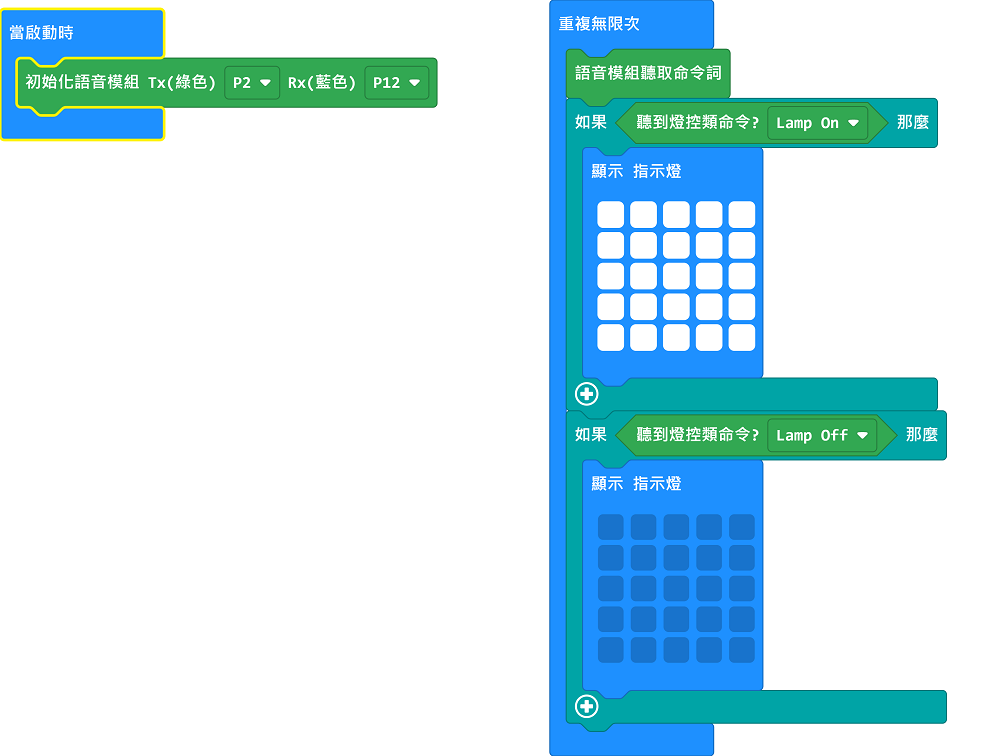 當啟動時
初始化語音模組 Tx(綠色) P2 Rx(藍色) P12
重複無限次
語音模組聽取命令詞
如果 聽到燈控類命令? Lamp On 那麼
顯示 指示燈
如果 聽到燈控類命令? Lamp Off 那麼
顯示 指示燈